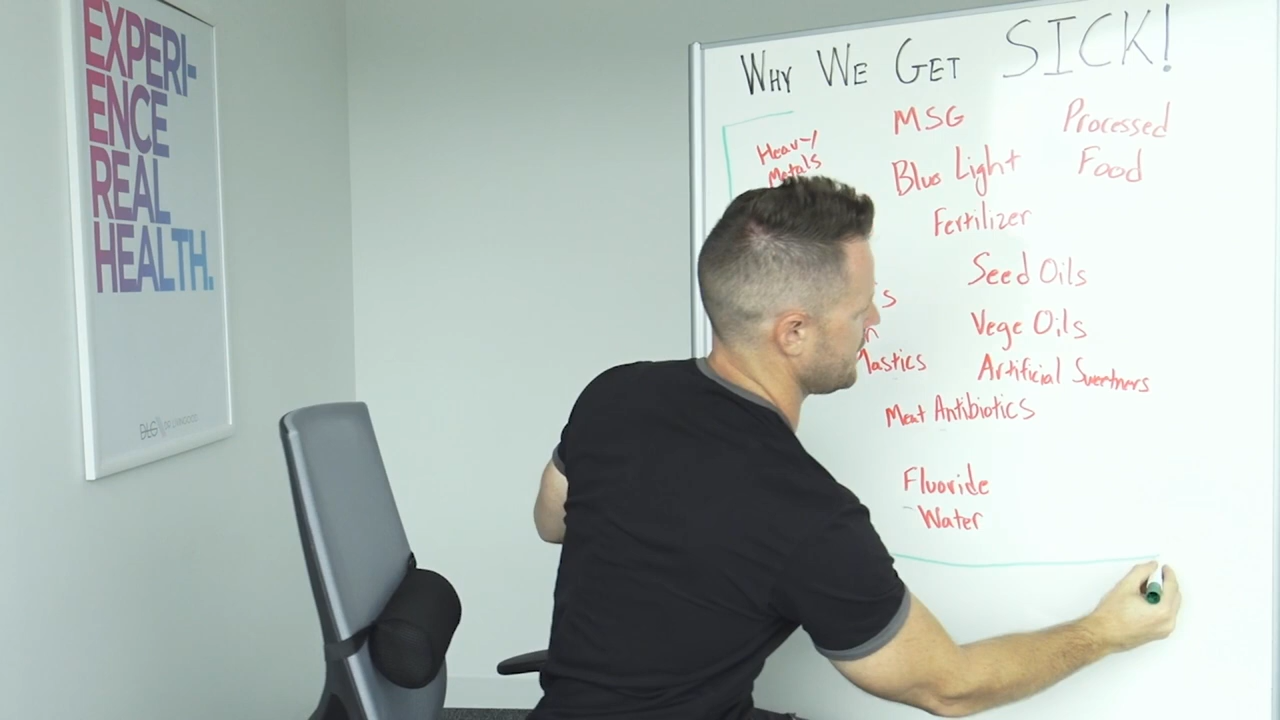 EXPERI-
ENCE
REAL
HEALTH.
WHY WE GET SICK!
Heavy
Metals
MSG
Blue Light
Fertilizer
Processed
Food
Seed Oils
Vege Oils
Artificial Sweetners
Meat Antibiotics
Fluoride
Water